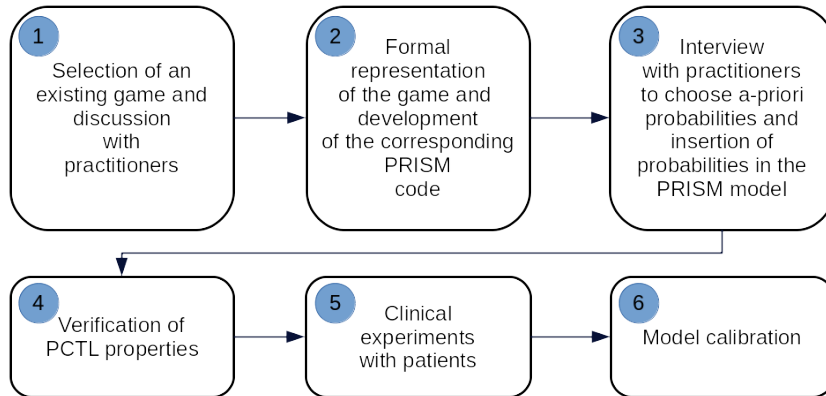 1
Selection of an
existing game and
discussion
with
practitioners
2
Formal
representation
of the game and
development
of the corresponding
PRISM
code
3
Interview
with practitioners
to choose a-priori
probabilities and
insertion of
probabilities in the
PRISM model
4
Verification of
PCTL properties
5
Clinical
experiments
with patients
6
Model calibration